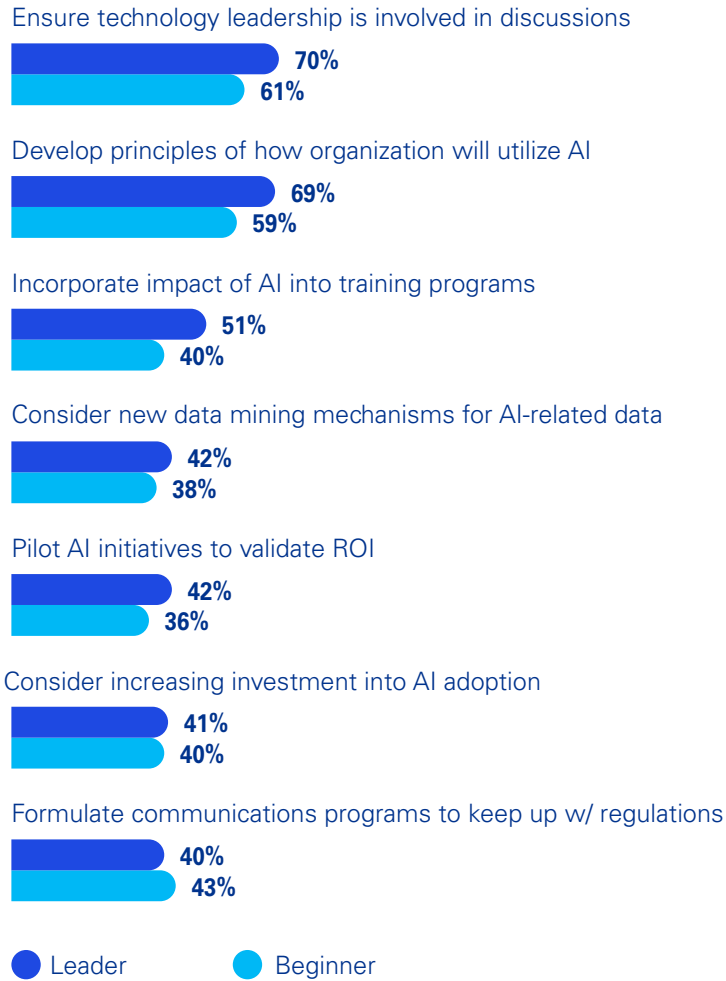 Ensure technology leadership is involved in discussions
70%
61%
Develop principles of how organization will utilize AI
69%
59%
Incorporate impact of AI into training programs
51%
40%
Consider new data mining mechanisms for AI-related data
42%
38%
Pilot AI initiatives to validate ROI
42%
36%
Consider increasing investment into AI adoption
41%
40%
Formulate communications programs to keep up w/ regulations
40%
43%
Leader Beginner